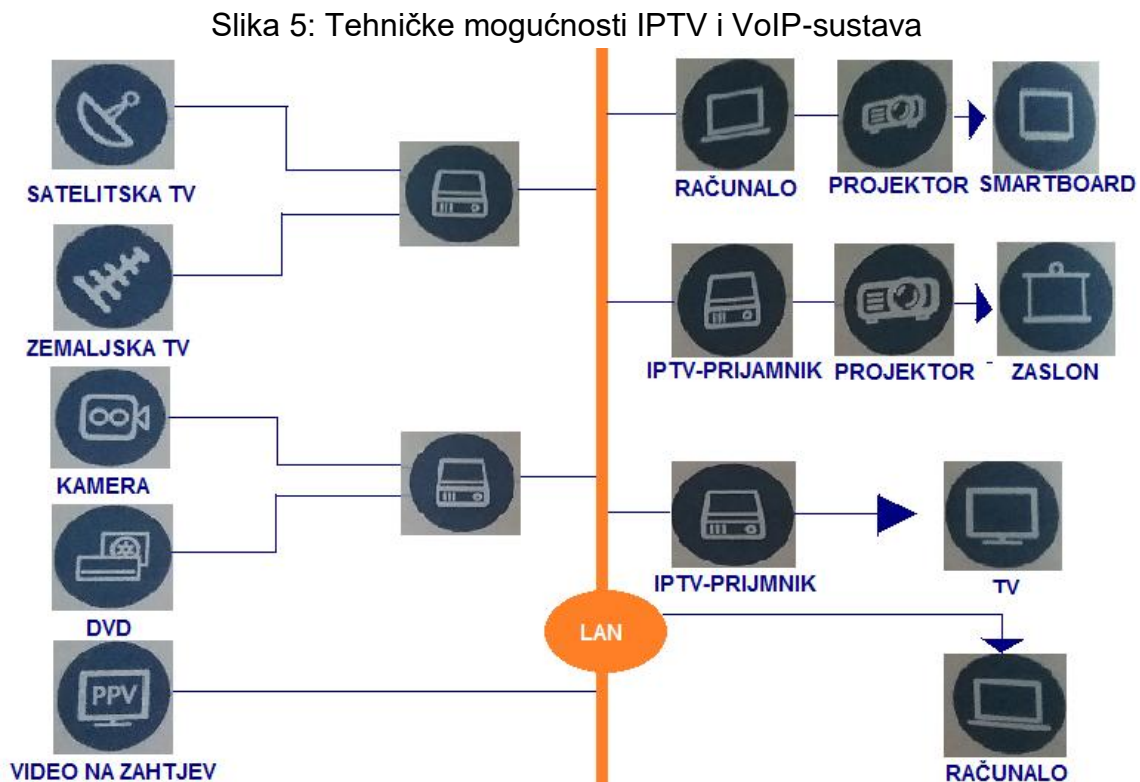 Slika 5: Tehničke mogućnosti IPTV i VoIP-sustava
SATELITSKA TV
ZEMALJSKA TV
KAMERA
DVD
PPV
VIDEO NA ZAHTJEV
LAN
RAČUNALO
PROJEKTOR
SMARTBOARD
IPTV-PRIJAMNIK
PROJEKTOR
ZASLON
IPTV-PRIJMNIK
TV
RAČUNALO